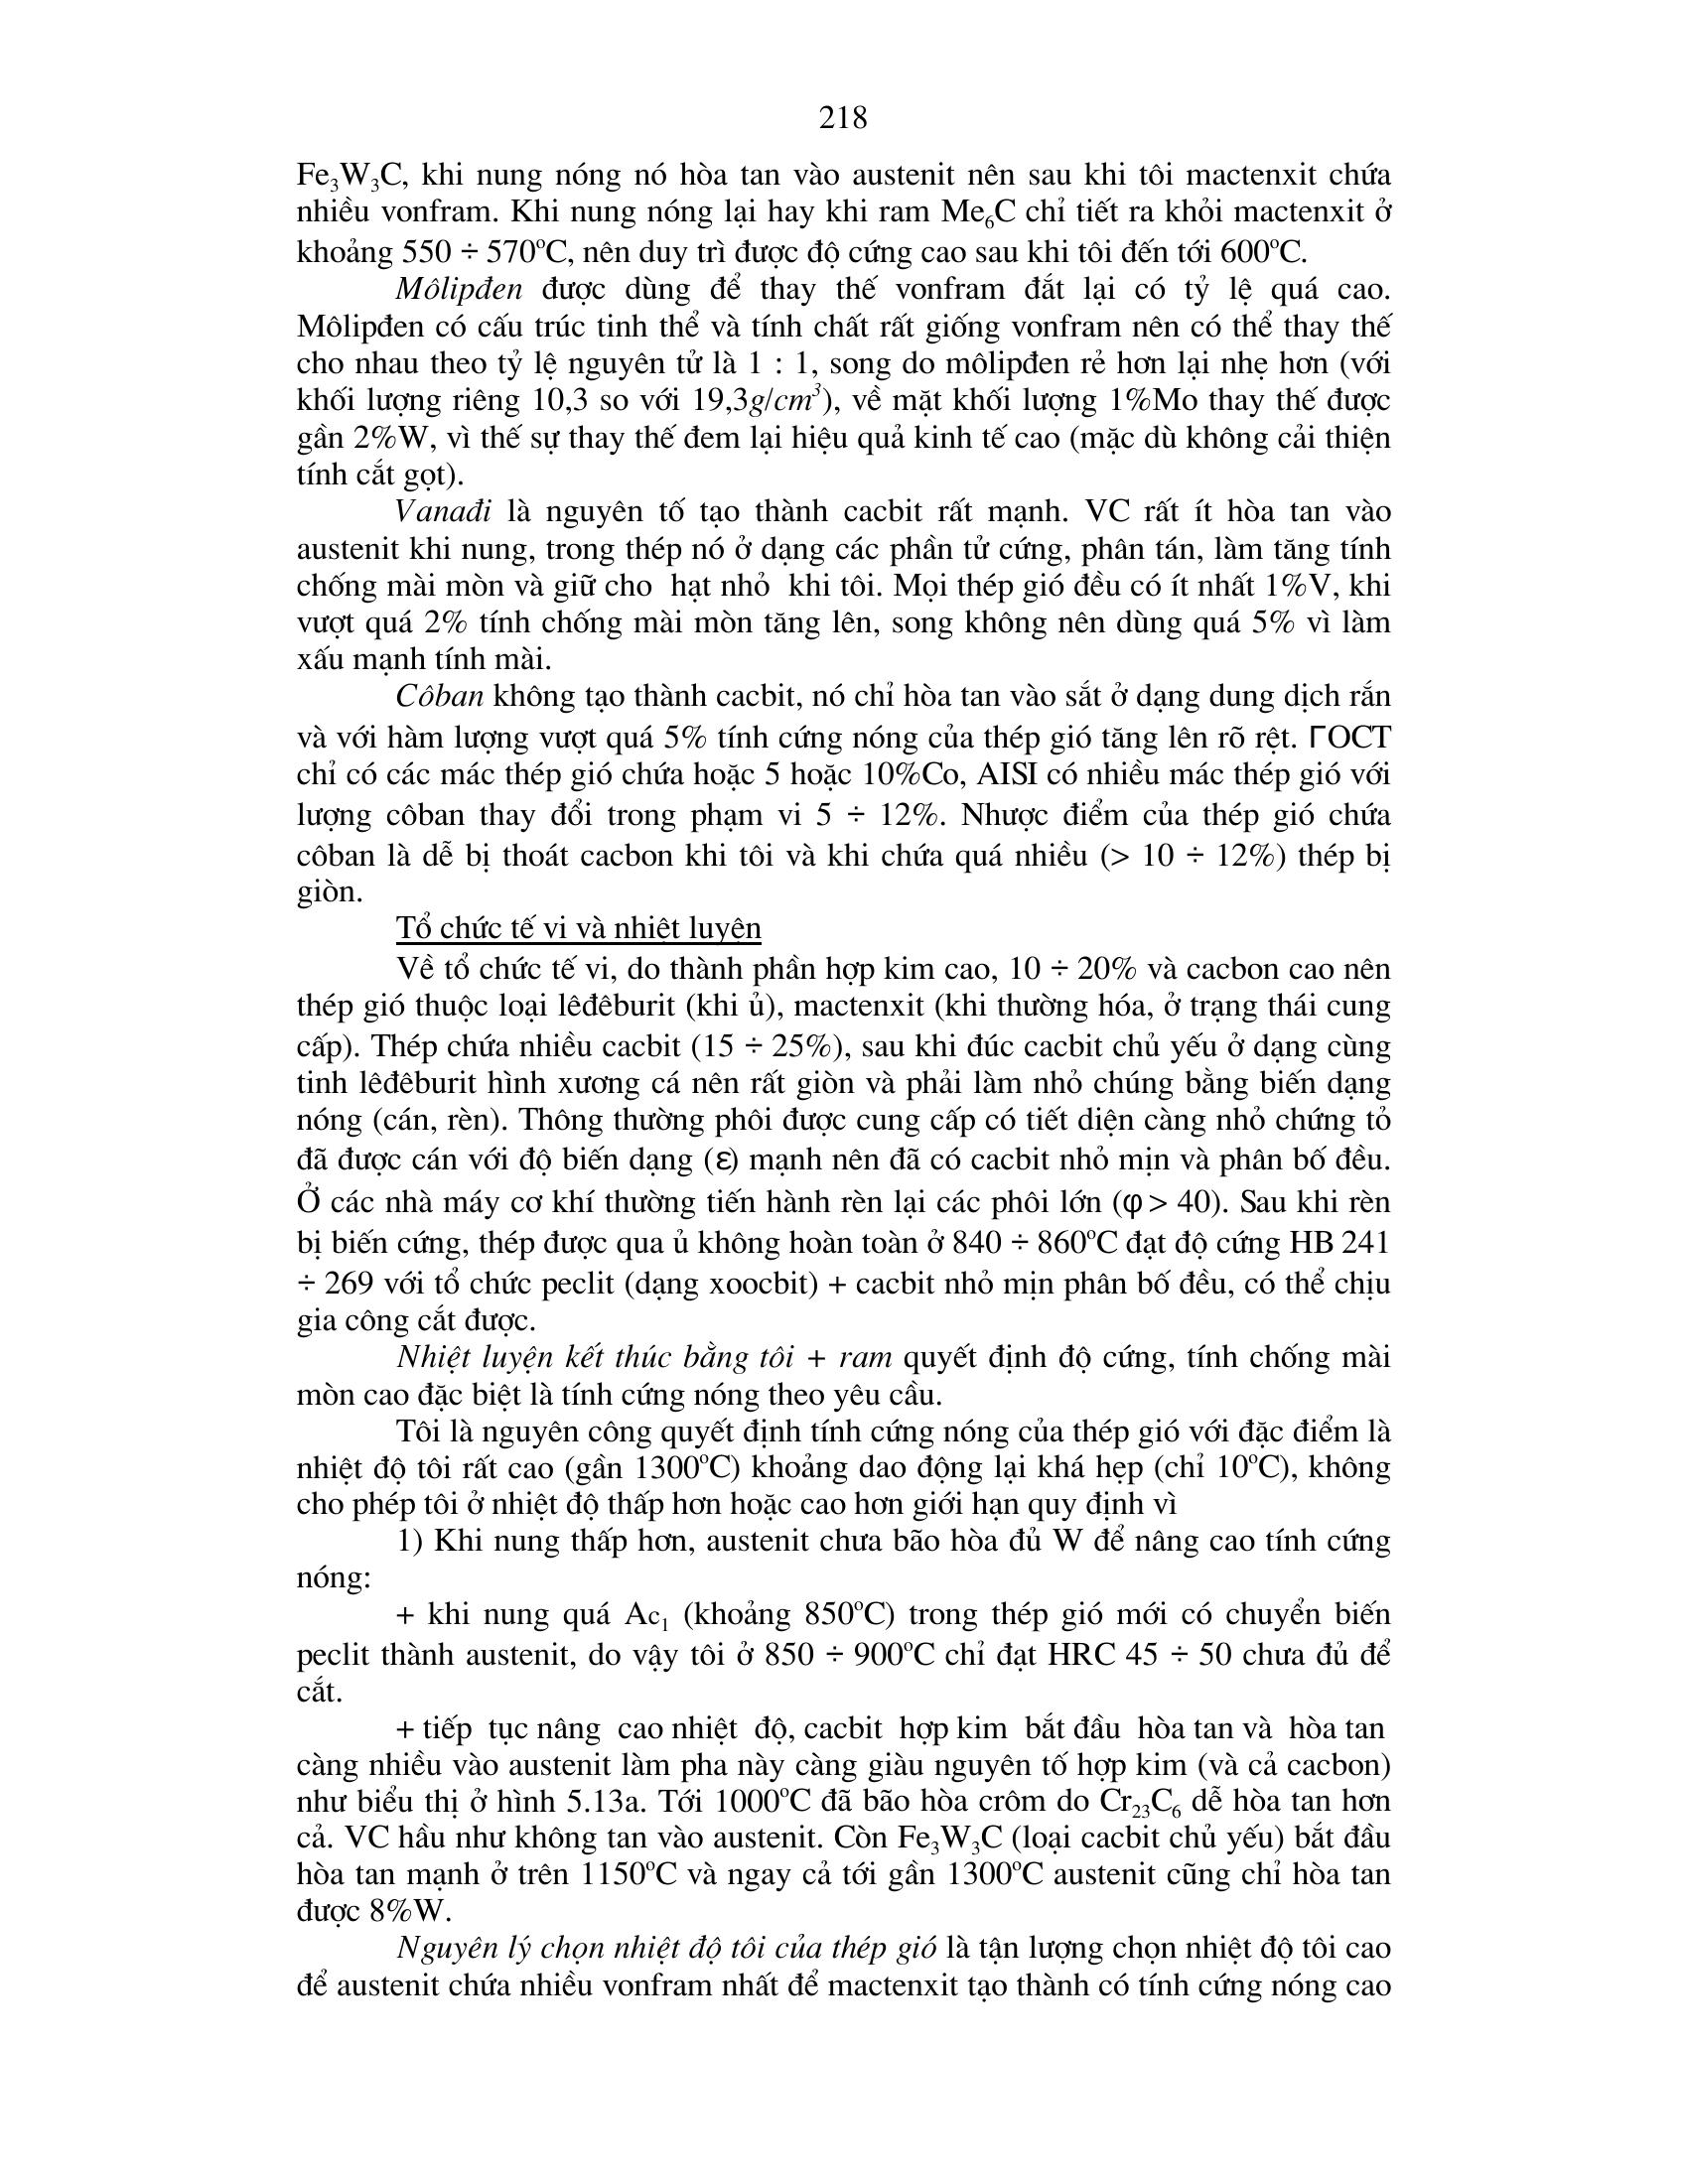 218
Fe₃W₃C, khi nung nóng nó hòa tan vào austenit nên sau khi tôi mactenxit chứa
nhiều vonfram. Khi nung nóng lại hay khi ram Me₆C chỉ tiết ra khỏi mactenxit ở
khoảng 550 ÷ 570ºC, nên duy trì được độ cứng cao sau khi tôi đến tới 600ºC.
Môlipđen được dùng để thay thế vonfram đắt lại có tỷ lệ quá cao.
Môlipđen có cấu trúc tinh thể và tính chất rất giống vonfram nên có thể thay thế
cho nhau theo tỷ lệ nguyên tử là 1 : 1, song do môlipđen rẻ hơn lại nhẹ hơn (với
khối lượng riêng 10,3 so với 19,3g/cm³), về mặt khối lượng 1%Mo thay thế được
gần 2%W, vì thế sự thay thế đem lại hiệu quả kinh tế cao (mặc dù không cải thiện
tính cắt gọt).
Vanađi là nguyên tố tạo thành cacbit rất mạnh. VC rất ít hòa tan vào
austenit khi nung, trong thép nó ở dạng các phần tử cứng, phân tán, làm tăng tính
chống mài mòn và giữ cho hạt nhỏ khi tôi. Mọi thép gió đều có ít nhất 1%V, khi
vượt quá 2% tính chống mài mòn tăng lên, song không nên dùng quá 5% vì làm
xấu mạnh tính mài.
Côban không tạo thành cacbit, nó chỉ hòa tan vào sắt ở dạng dung dịch rắn
và với hàm lượng vượt quá 5% tính cứng nóng của thép gió tăng lên rõ rệt. ГОСТ
chỉ có các mác thép gió chứa hoặc 5 hoặc 10%Co, AISI có nhiều mác thép gió với
lượng côban thay đổi trong phạm vi 5 ÷ 12%. Nhược điểm của thép gió chứa
côban là dễ bị thoát cacbon khi tôi và khi chứa quá nhiều (> 10 ÷ 12%) thép bị
giòn.
Tổ chức tế vi và nhiệt luyện
Về tổ chức tế vi, do thành phần hợp kim cao, 10 ÷ 20% và cacbon cao nên
thép gió thuộc loại lêđêburit (khi ủ), mactenxit (khi thường hóa, ở trạng thái cung
cấp). Thép chứa nhiều cacbit (15 ÷ 25%), sau khi đúc cacbit chủ yếu ở dạng cùng
tinh lêđêburit hình xương cá nên rất giòn và phải làm nhỏ chúng bằng biến dạng
nóng (cán, rèn). Thông thường phôi được cung cấp có tiết diện càng nhỏ chứng tỏ
đã được cán với độ biến dạng (ε) mạnh nên đã có cacbit nhỏ mịn và phân bố đều.
Ở các nhà máy cơ khí thường tiến hành rèn lại các phôi lớn (φ > 40). Sau khi rèn
bị biến cứng, thép được qua ủ không hoàn toàn ở 840 ÷ 860ºC đạt độ cứng HB 241
÷ 269 với tổ chức peclit (dạng xoocbit) + cacbit nhỏ mịn phân bố đều, có thể chịu
gia công cắt được.
Nhiệt luyện kết thúc bằng tôi + ram quyết định độ cứng, tính chống mài
mòn cao đặc biệt là tính cứng nóng theo yêu cầu.
Tôi là nguyên công quyết định tính cứng nóng của thép gió với đặc điểm là
nhiệt độ tôi rất cao (gần 1300ºC) khoảng dao động lại khá hẹp (chỉ 10ºC), không
cho phép tôi ở nhiệt độ thấp hơn hoặc cao hơn giới hạn quy định vì
1) Khi nung thấp hơn, austenit chưa bão hòa đủ W để nâng cao tính cứng
nóng:
+ khi nung quá Ac₁ (khoảng 850ºC) trong thép gió mới có chuyển biến
peclit thành austenit, do vậy tôi ở 850 ÷ 900ºC chỉ đạt HRC 45 ÷ 50 chưa đủ để
cắt.
+ tiếp tục nâng cao nhiệt độ, cacbit hợp kim bắt đầu hòa tan và hòa tan
càng nhiều vào austenit làm pha này càng giàu nguyên tố hợp kim (và cả cacbon)
như biểu thị ở hình 5.13a. Tới 1000ºC đã bão hòa crôm do Cr₂₃C₆ dễ hòa tan hơn
cả. VC hầu như không tan vào austenit. Còn Fe₃W₃C (loại cacbit chủ yếu) bắt đầu
hòa tan mạnh ở trên 1150ºC và ngay cả tới gần 1300ºC austenit cũng chỉ hòa tan
được 8%W.
Nguyên lý chọn nhiệt độ tôi của thép gió là tận lượng chọn nhiệt độ tôi cao
để austenit chứa nhiều vonfram nhất để mactenxit tạo thành có tính cứng nóng cao